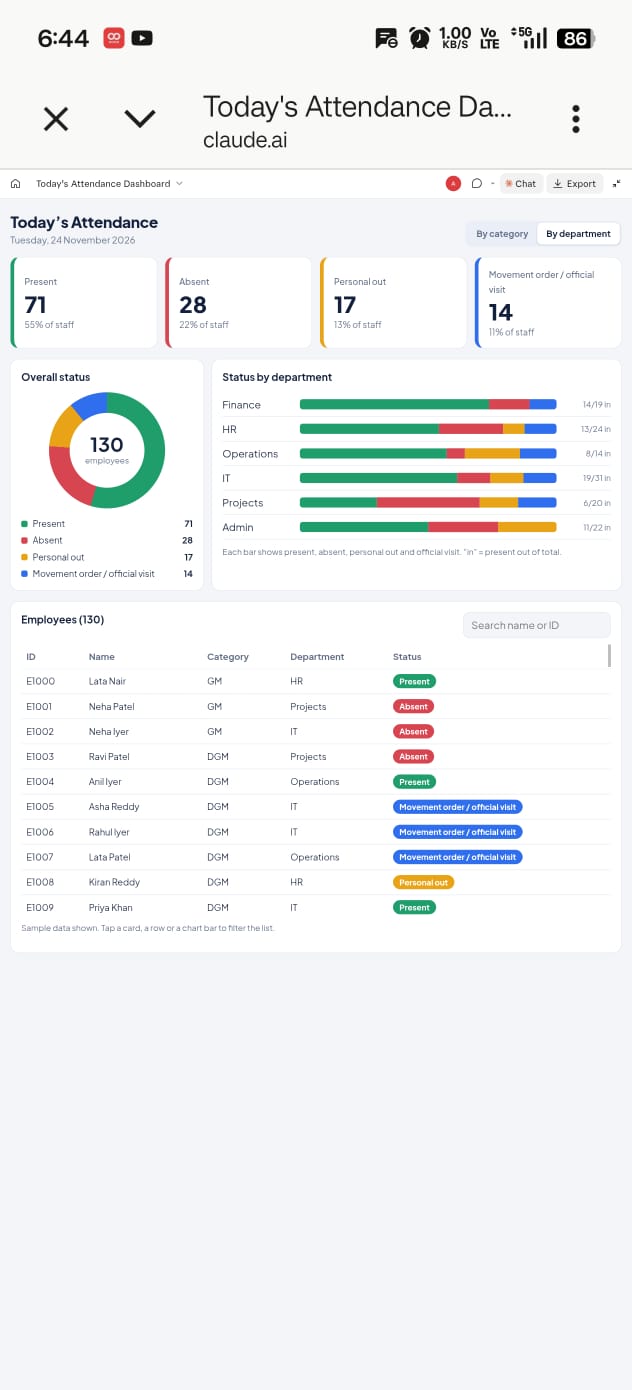 6:44
1.00 KB/S
Vo LTE
5G
86
Today's Attendance Da...
claude.ai
Today's Attendance Dashboard
A
Chat
Export
Today's Attendance
Tuesday, 24 November 2026
By category
By department
Present
71
55% of staff
Absent
28
22% of staff
Personal out
17
13% of staff
Movement order / official
visit
14
11% of staff
Overall status
130
employees
Present 71
Absent 28
Personal out 17
Movement order / official visit 14
Status by department
Finance 14/19 in
HR 13/24 in
Operations 8/14 in
IT 19/31 in
Projects 6/20 in
Admin 11/22 in
Each bar shows present, absent, personal out and official visit. "in" = present out of total.
Employees (130)
Search name or ID
ID Name Category Department Status
E1000 Lata Nair GM HR Present
E1001 Neha Patel GM Projects Absent
E1002 Neha Iyer GM IT Absent
E1003 Ravi Patel DGM Projects Absent
E1004 Anil Iyer DGM Operations Present
E1005 Asha Reddy DGM IT Movement order / official visit
E1006 Rahul Iyer DGM IT Movement order / official visit
E1007 Lata Patel DGM Operations Movement order / official visit
E1008 Kiran Reddy DGM HR Personal out
E1009 Priya Khan DGM IT Present
Sample data shown. Tap a card, a row or a chart bar to filter the list.